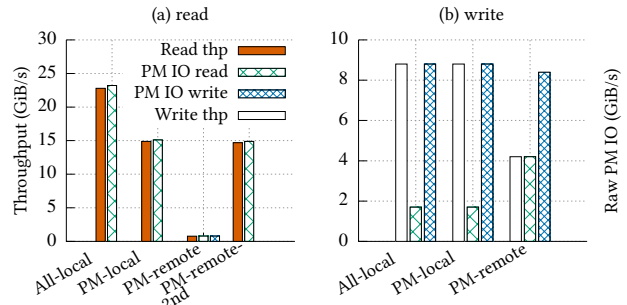 (a) read
(b) write
Throughput (GiB/s)
30
25
20
15
10
5
0
Read thp
PM IO read
PM IO write
Write thp
All-local
PM-local
PM-remote
PM-remote-
2nd
10
8
6
4
2
0
All-local
PM-local
PM-remote
Raw PM IO (GiB/s)